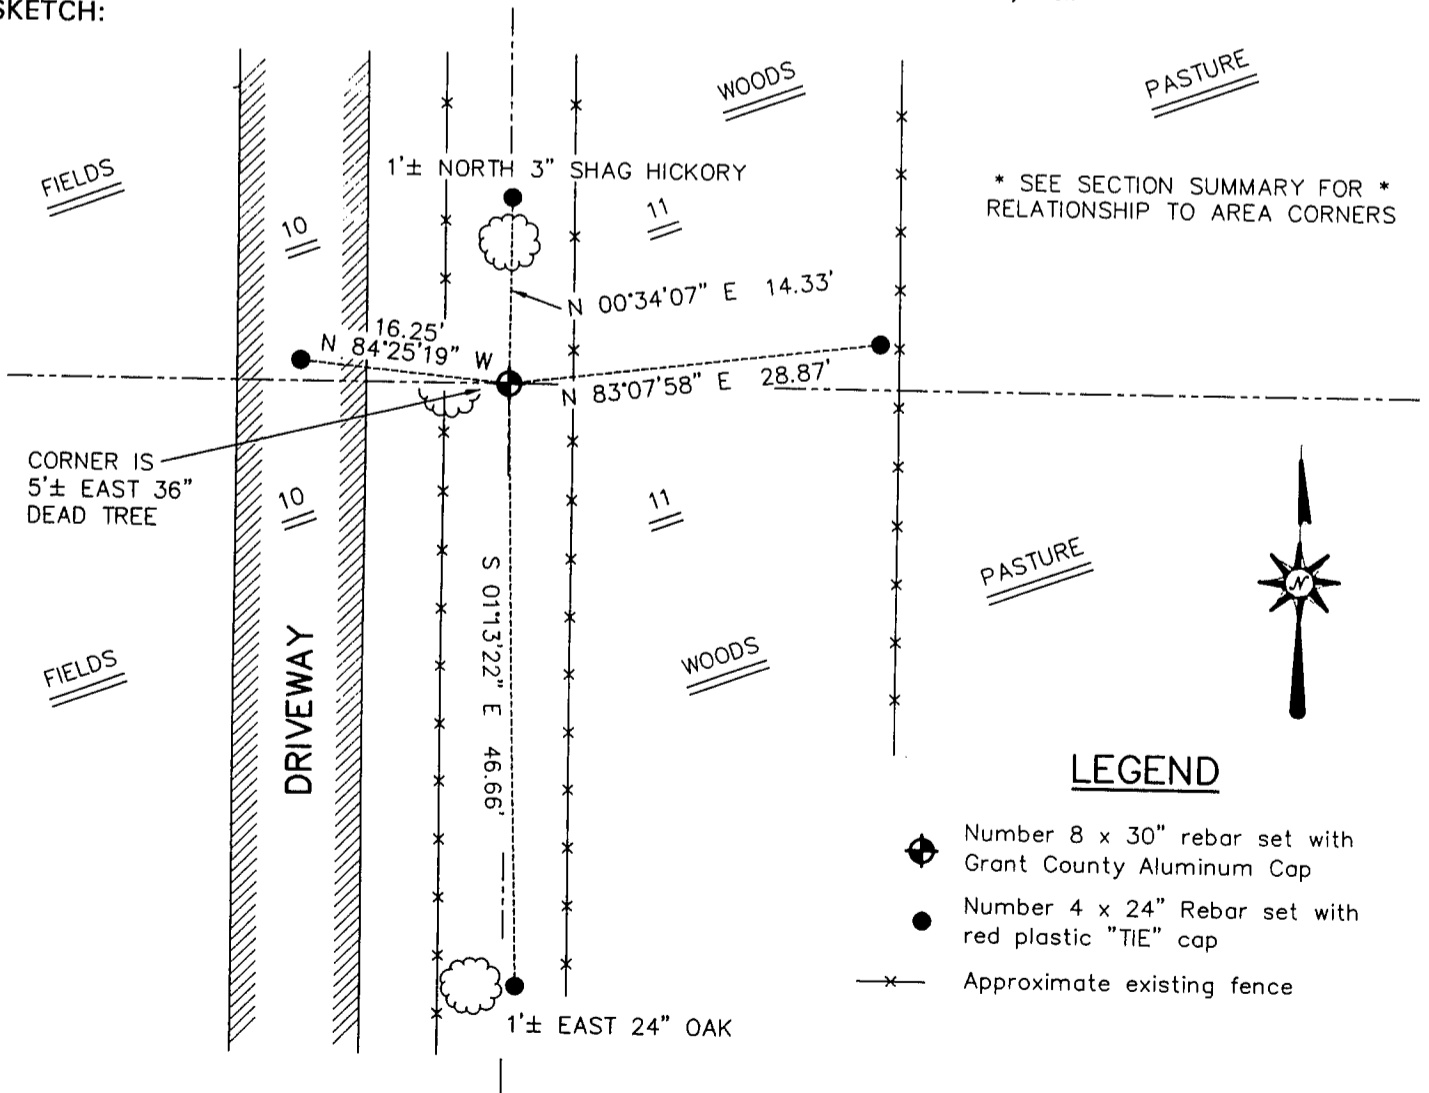 SKETCH:
WOODS
PASTURE
FIELDS
1'± NORTH 3" SHAG HICKORY
10
11
* SEE SECTION SUMMARY FOR *
RELATIONSHIP TO AREA CORNERS
N 00°34'07" E 14.33'
16.25'
N 84°25'19" W
N 83°07'58" E 28.87'
CORNER IS
5'± EAST 36"
DEAD TREE
10
11
S 01°13'22" E 46.66'
PASTURE
N
FIELDS
DRIVEWAY
WOODS
LEGEND
Number 8 x 30" rebar set with
Grant County Aluminum Cap
Number 4 x 24" Rebar set with
red plastic "TIE" cap
Approximate existing fence
1'± EAST 24" OAK